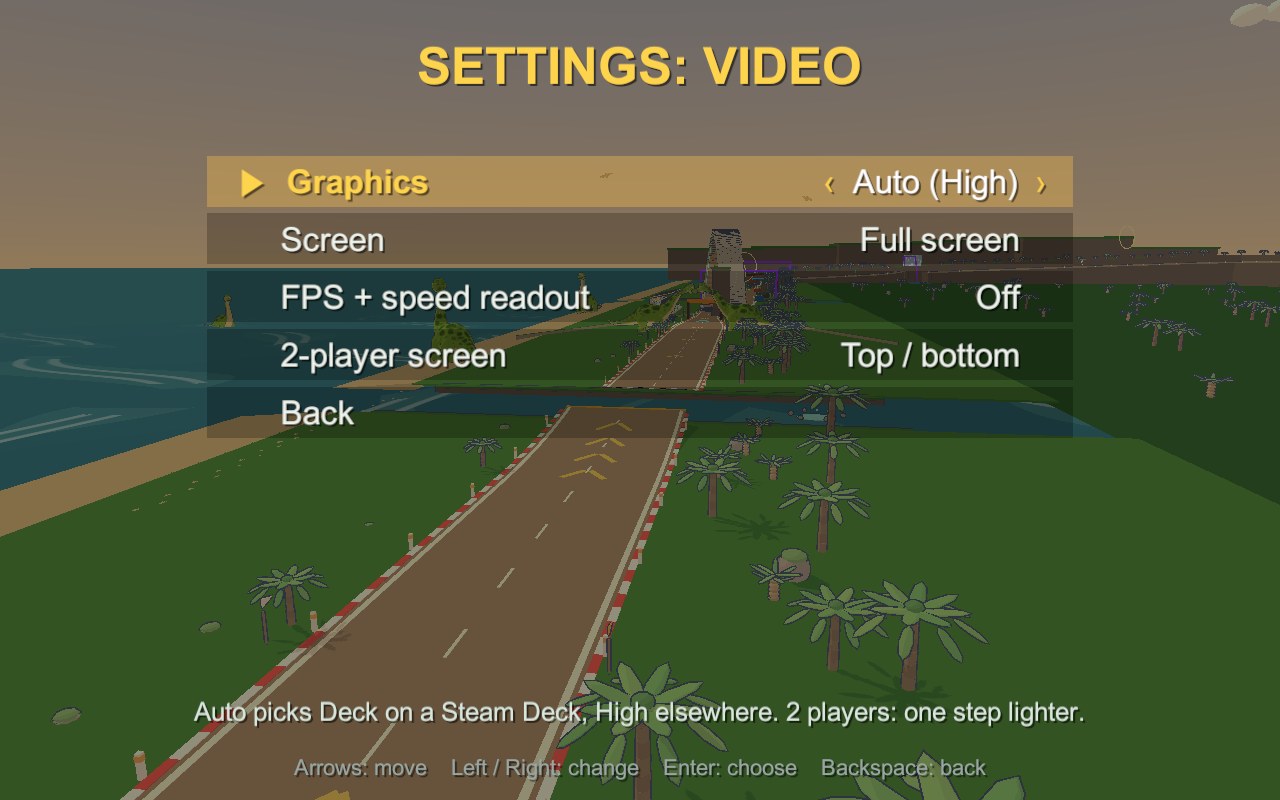 SETTINGS: VIDEO
Graphics ‹ Auto (High) ›
Screen Full screen
FPS + speed readout Off
2-player screen Top / bottom
Back
Auto picks Deck on a Steam Deck, High elsewhere. 2 players: one step lighter.
Arrows: move Left / Right: change Enter: choose Backspace: back